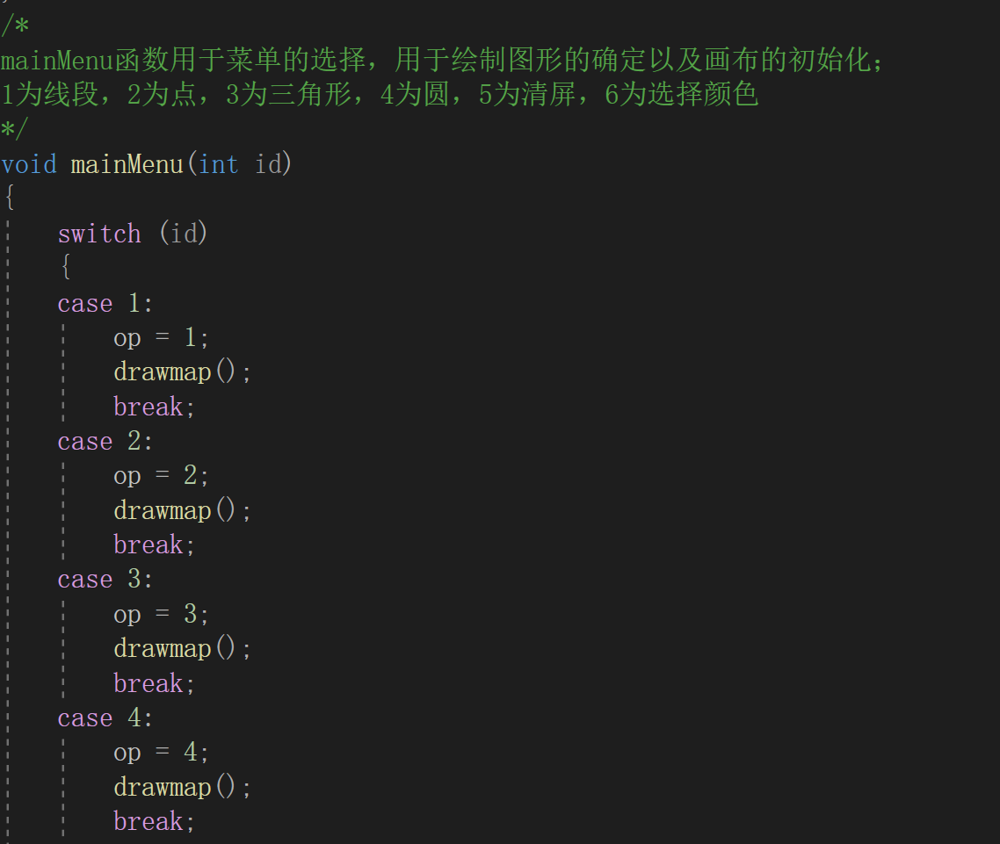 /*
mainMenu函数用于菜单的选择，用于绘制图形的确定以及画布的初始化；
1为线段，2为点，3为三角形，4为圆，5为清屏，6为选择颜色
*/
void mainMenu(int id)
{
switch (id)
{
case 1:
op = 1;
drawmap();
break;
case 2:
op = 2;
drawmap();
break;
case 3:
op = 3;
drawmap();
break;
case 4:
op = 4;
drawmap();
break;